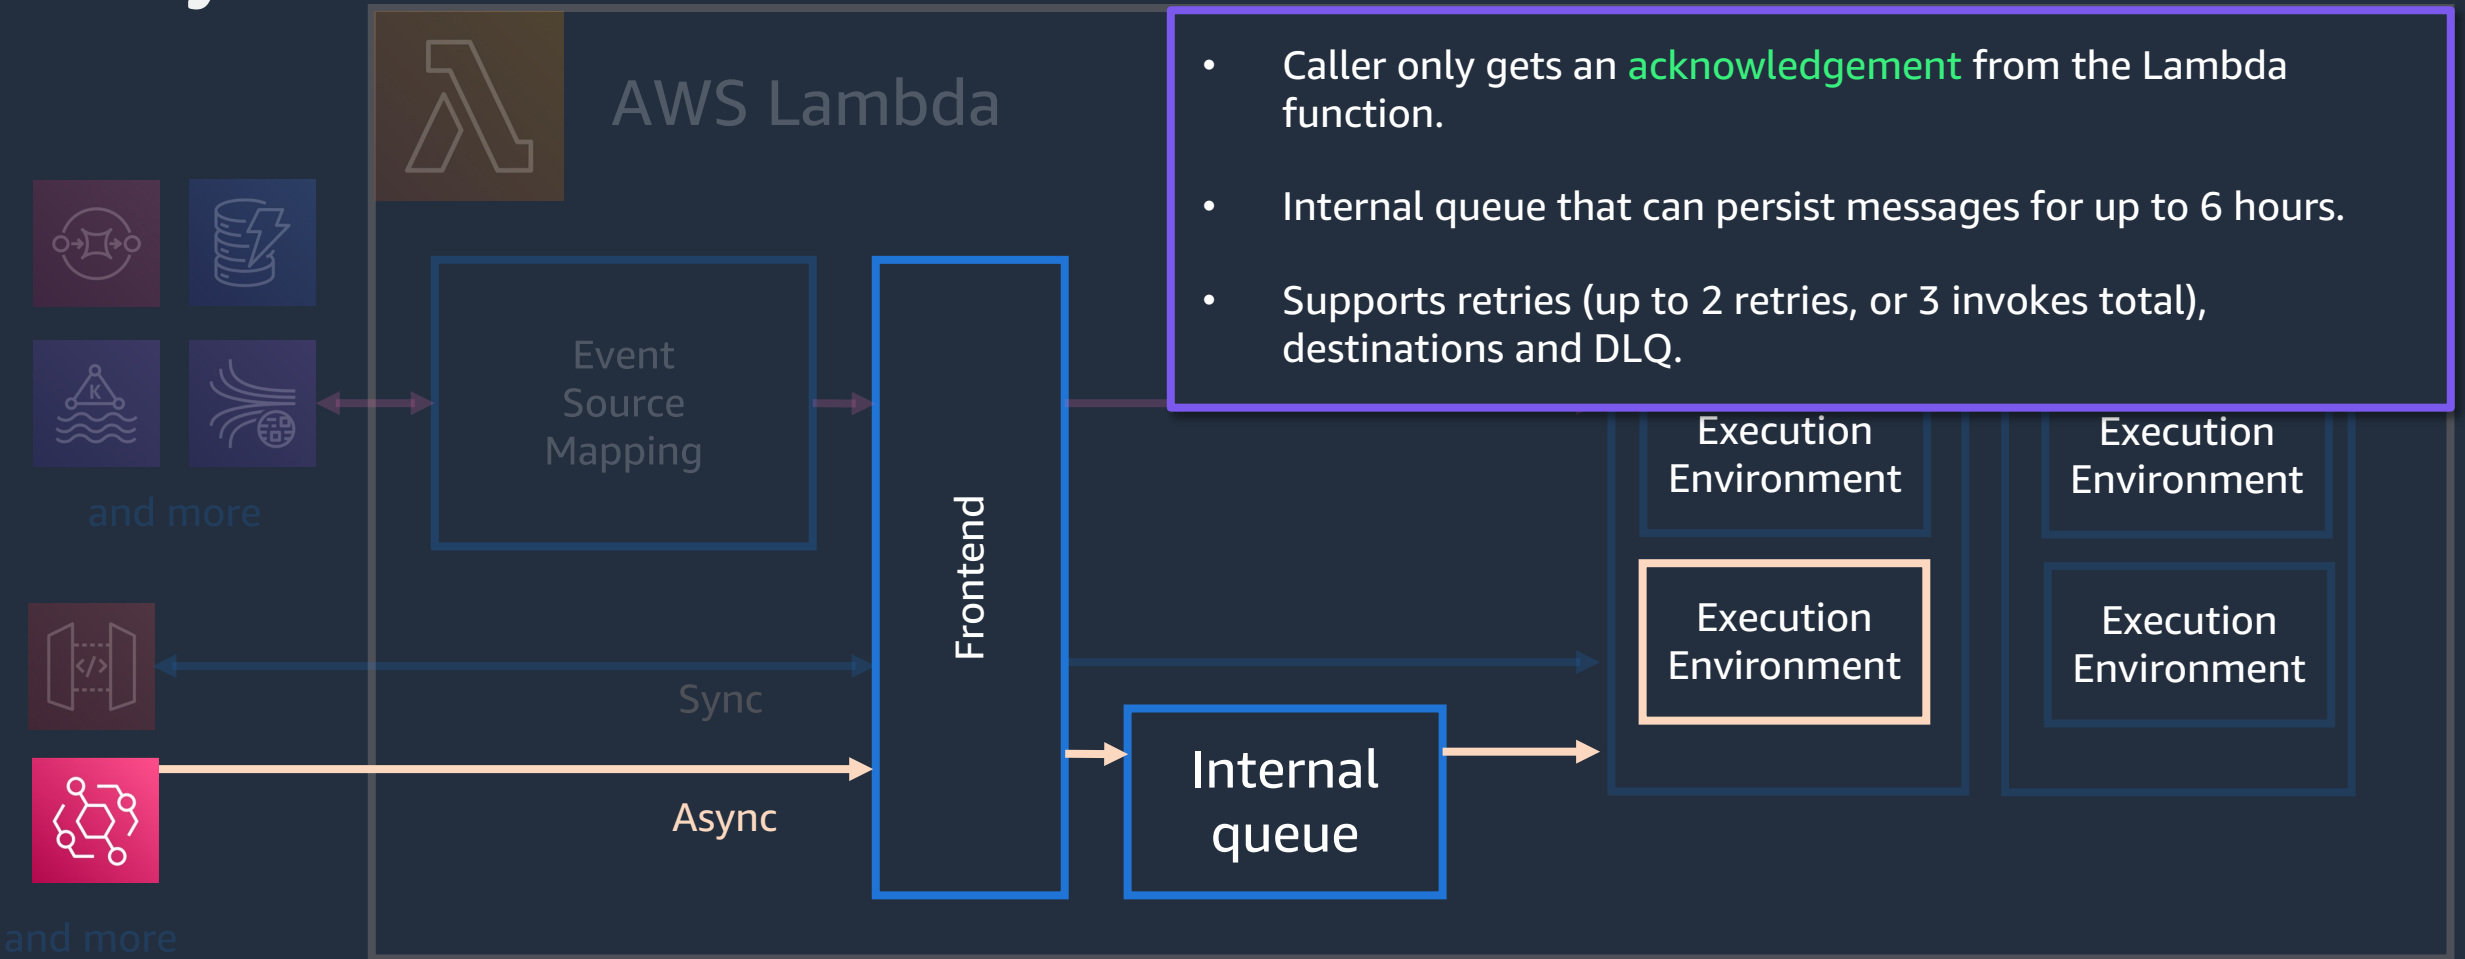 AWS Lambda
• Caller only gets an acknowledgement from the Lambda
function.
• Internal queue that can persist messages for up to 6 hours.
• Supports retries (up to 2 retries, or 3 invokes total),
destinations and DLQ.
K
and more
Event
Source
Mapping
Frontend
Execution
Environment
Execution
Environment
</>
Sync
Execution
Environment
Execution
Environment
Async
Internal
queue
and more